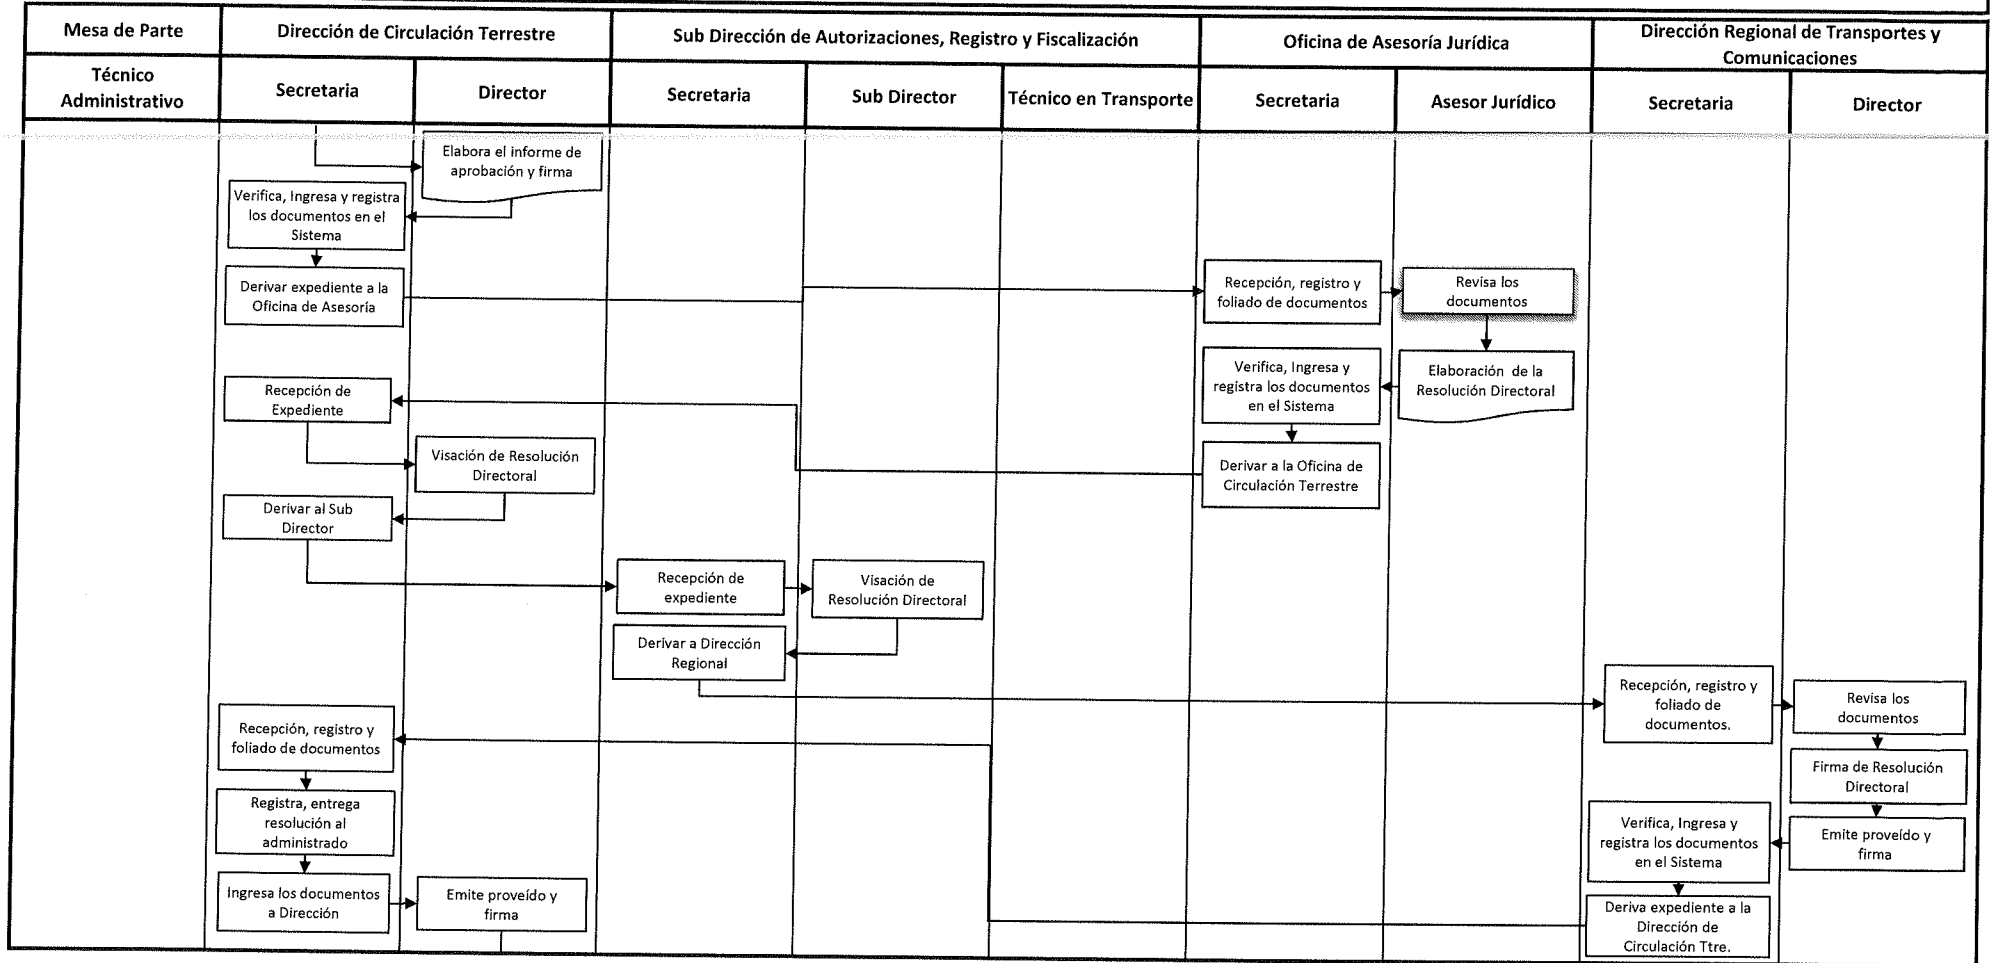 Mesa de Parte
Dirección de Circulación Terrestre
Sub Dirección de Autorizaciones, Registro y Fiscalización
Oficina de Asesoría Jurídica
Dirección Regional de Transportes y
Comunicaciones
Técnico
Administrativo
Secretaria
Director
Secretaria
Sub Director
Técnico en Transporte
Secretaria
Asesor Jurídico
Secretaria
Director
Elabora el informe de
aprobación y firma
Verifica, Ingresa y registra
los documentos en el
Sistema
Derivar expediente a la
Oficina de Asesoría
Recepción, registro y
foliado de documentos
Revisa los
documentos
Elaboración de la
Resolución Directoral
Verifica, Ingresa y
registra los documentos
en el Sistema
Derivar a la Oficina de
Circulación Terrestre
Recepción de
Expediente
Visación de Resolución
Directoral
Derivar al Sub
Director
Recepción de
expediente
Visación de
Resolución Directoral
Derivar a Dirección
Regional
Recepción, registro y
foliado de
documentos.
Revisa los
documentos
Firma de Resolución
Directoral
Emite proveído y
firma
Verifica, Ingresa y
registra los documentos
en el Sistema
Deriva expediente a la
Dirección de
Circulación Ttre.
Recepción, registro y
foliado de documentos
Registra, entrega
resolución al
administrado
Ingresa los documentos
a Dirección
Emite proveído y
firma